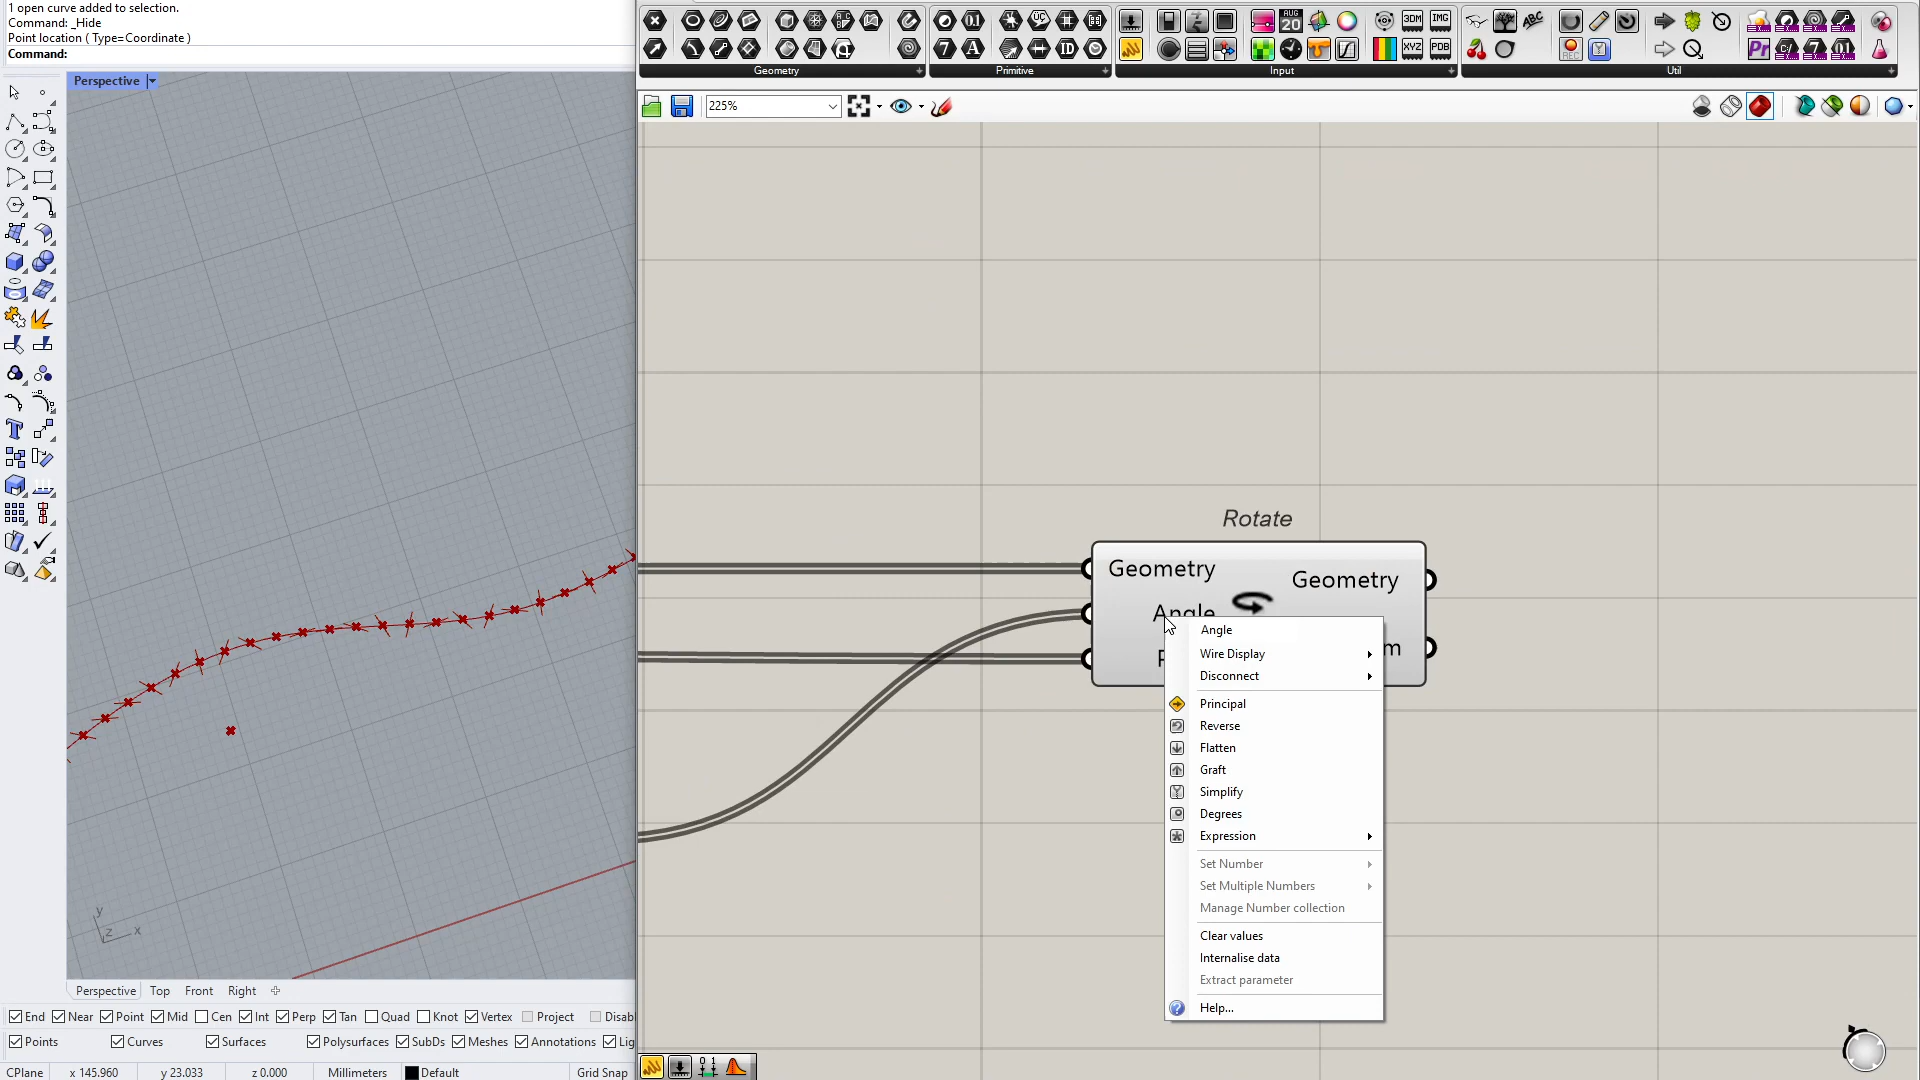 1 open curve added to selection.
Command: _Hide
Point location ( Type=Coordinate )
Command:
Perspective
Geometry
Primitive
Input
Util
225%
Rotate
Geometry
Geometry
Angle
Angle
Wire Display
Disconnect
Principal
Reverse
Flatten
Graft
Simplify
Degrees
Expression
Set Number
Set Multiple Numbers
Manage Number collection
Clear values
Internalise data
Extract parameter
Help...
y
z x
Perspective Top Front Right
End Near Point Mid Cen Int Perp Tan Quad Knot Vertex Project Disabl
Points Curves Surfaces Polysurfaces SubDs Meshes Annotations Lig
CPlane x 145.960 y 23.033 z 0.000 Millimeters Default Grid Snap